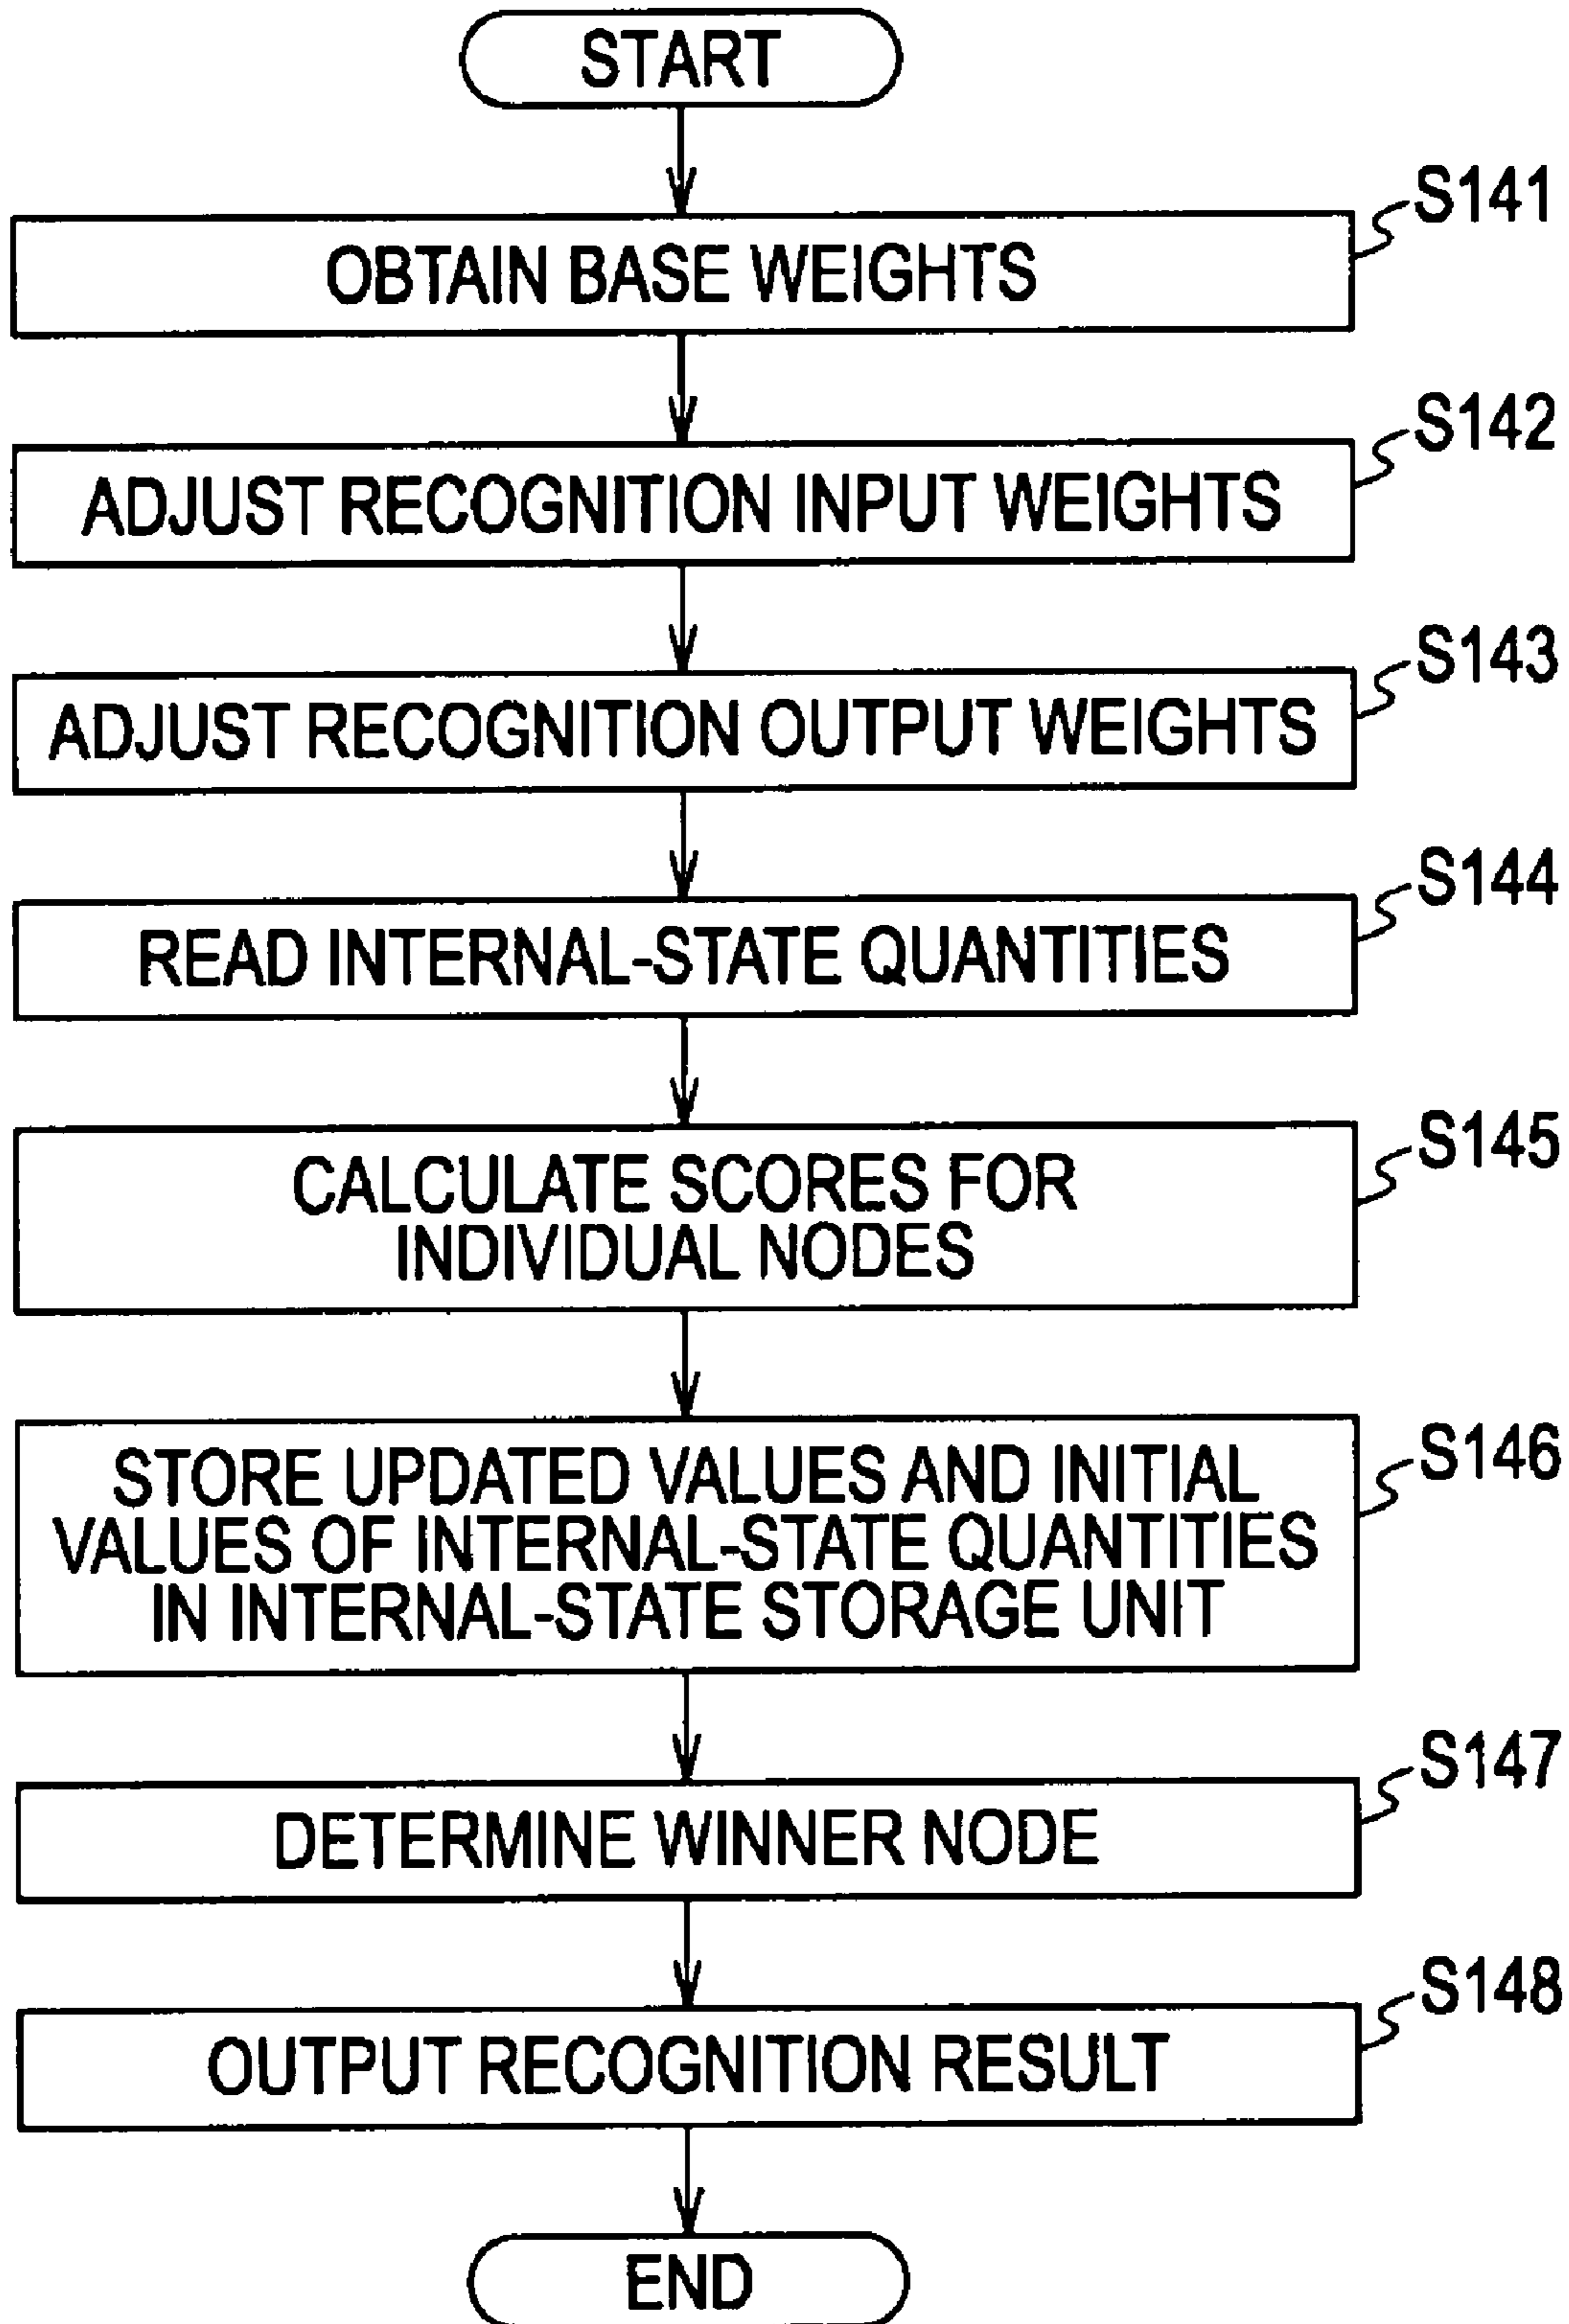 START
S141
OBTAIN BASE WEIGHTS
S142
ADJUST RECOGNITION INPUT WEIGHTS
S143
ADJUST RECOGNITION OUTPUT WEIGHTS
S144
READ INTERNAL-STATE QUANTITIES
S145
CALCULATE SCORES FOR
INDIVIDUAL NODES
S146
STORE UPDATED VALUES AND INITIAL
VALUES OF INTERNAL-STATE QUANTITIES
IN INTERNAL-STATE STORAGE UNIT
S147
DETERMINE WINNER NODE
S148
OUTPUT RECOGNITION RESULT
END